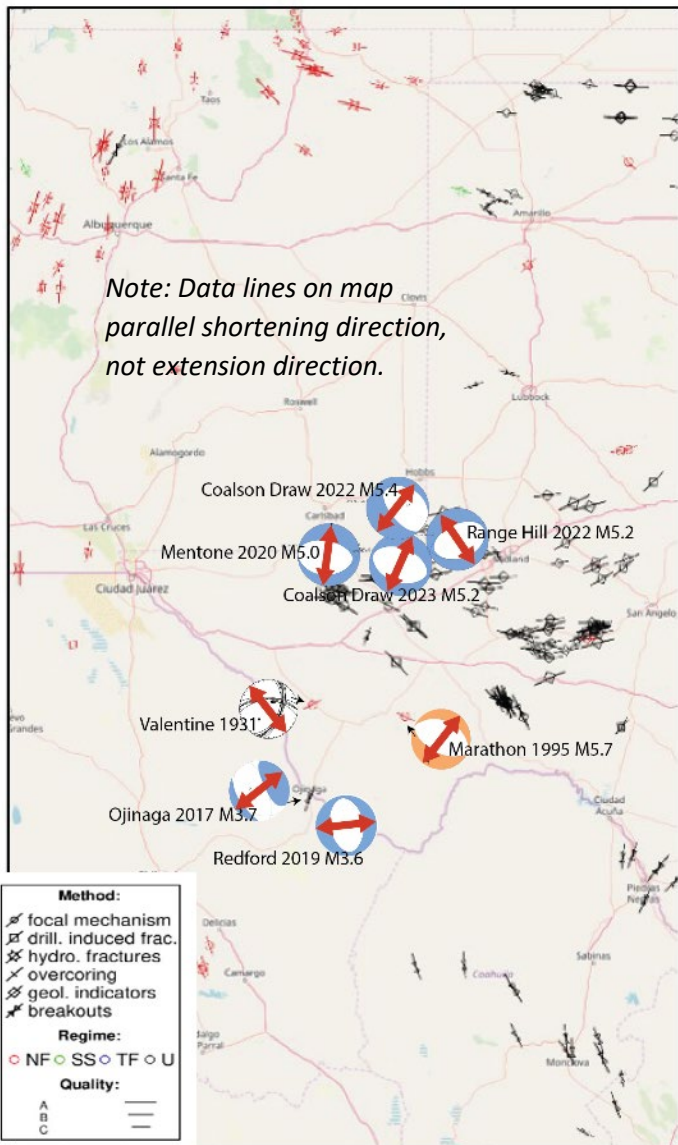 Taos
Los Alamos
Santa Fe
Albuquerque
Amarillo
Note: Data lines on map
parallel shortening direction,
not extension direction.
Clovis
Lubbock
Roswell
Alamogordo
Hobbs
Coalson Draw 2022 M5.4
Carlsbad
Las Cruces
Range Hill 2022 M5.2
Mentone 2020 M5.0
Midland
Ciudad Juárez
Coalson Draw 2023 M5.2
San Angelo
evo
Grandes
Valentine 1931
Marathon 1995 M5.7
Ojinaga
Ojinaga 2017 M3.7
Ciudad
Acuña
Redford 2019 M3.6
Piedras
Negras
Method:
focal mechanism
drill. induced frac.
hydro. fractures
overcoring
geol. indicators
breakouts
Regime:
NF SS TF U
Quality:
A
B
C
Delicias
Camargo
Sabinas
Coahuila
dalgo
Parral
Monclova